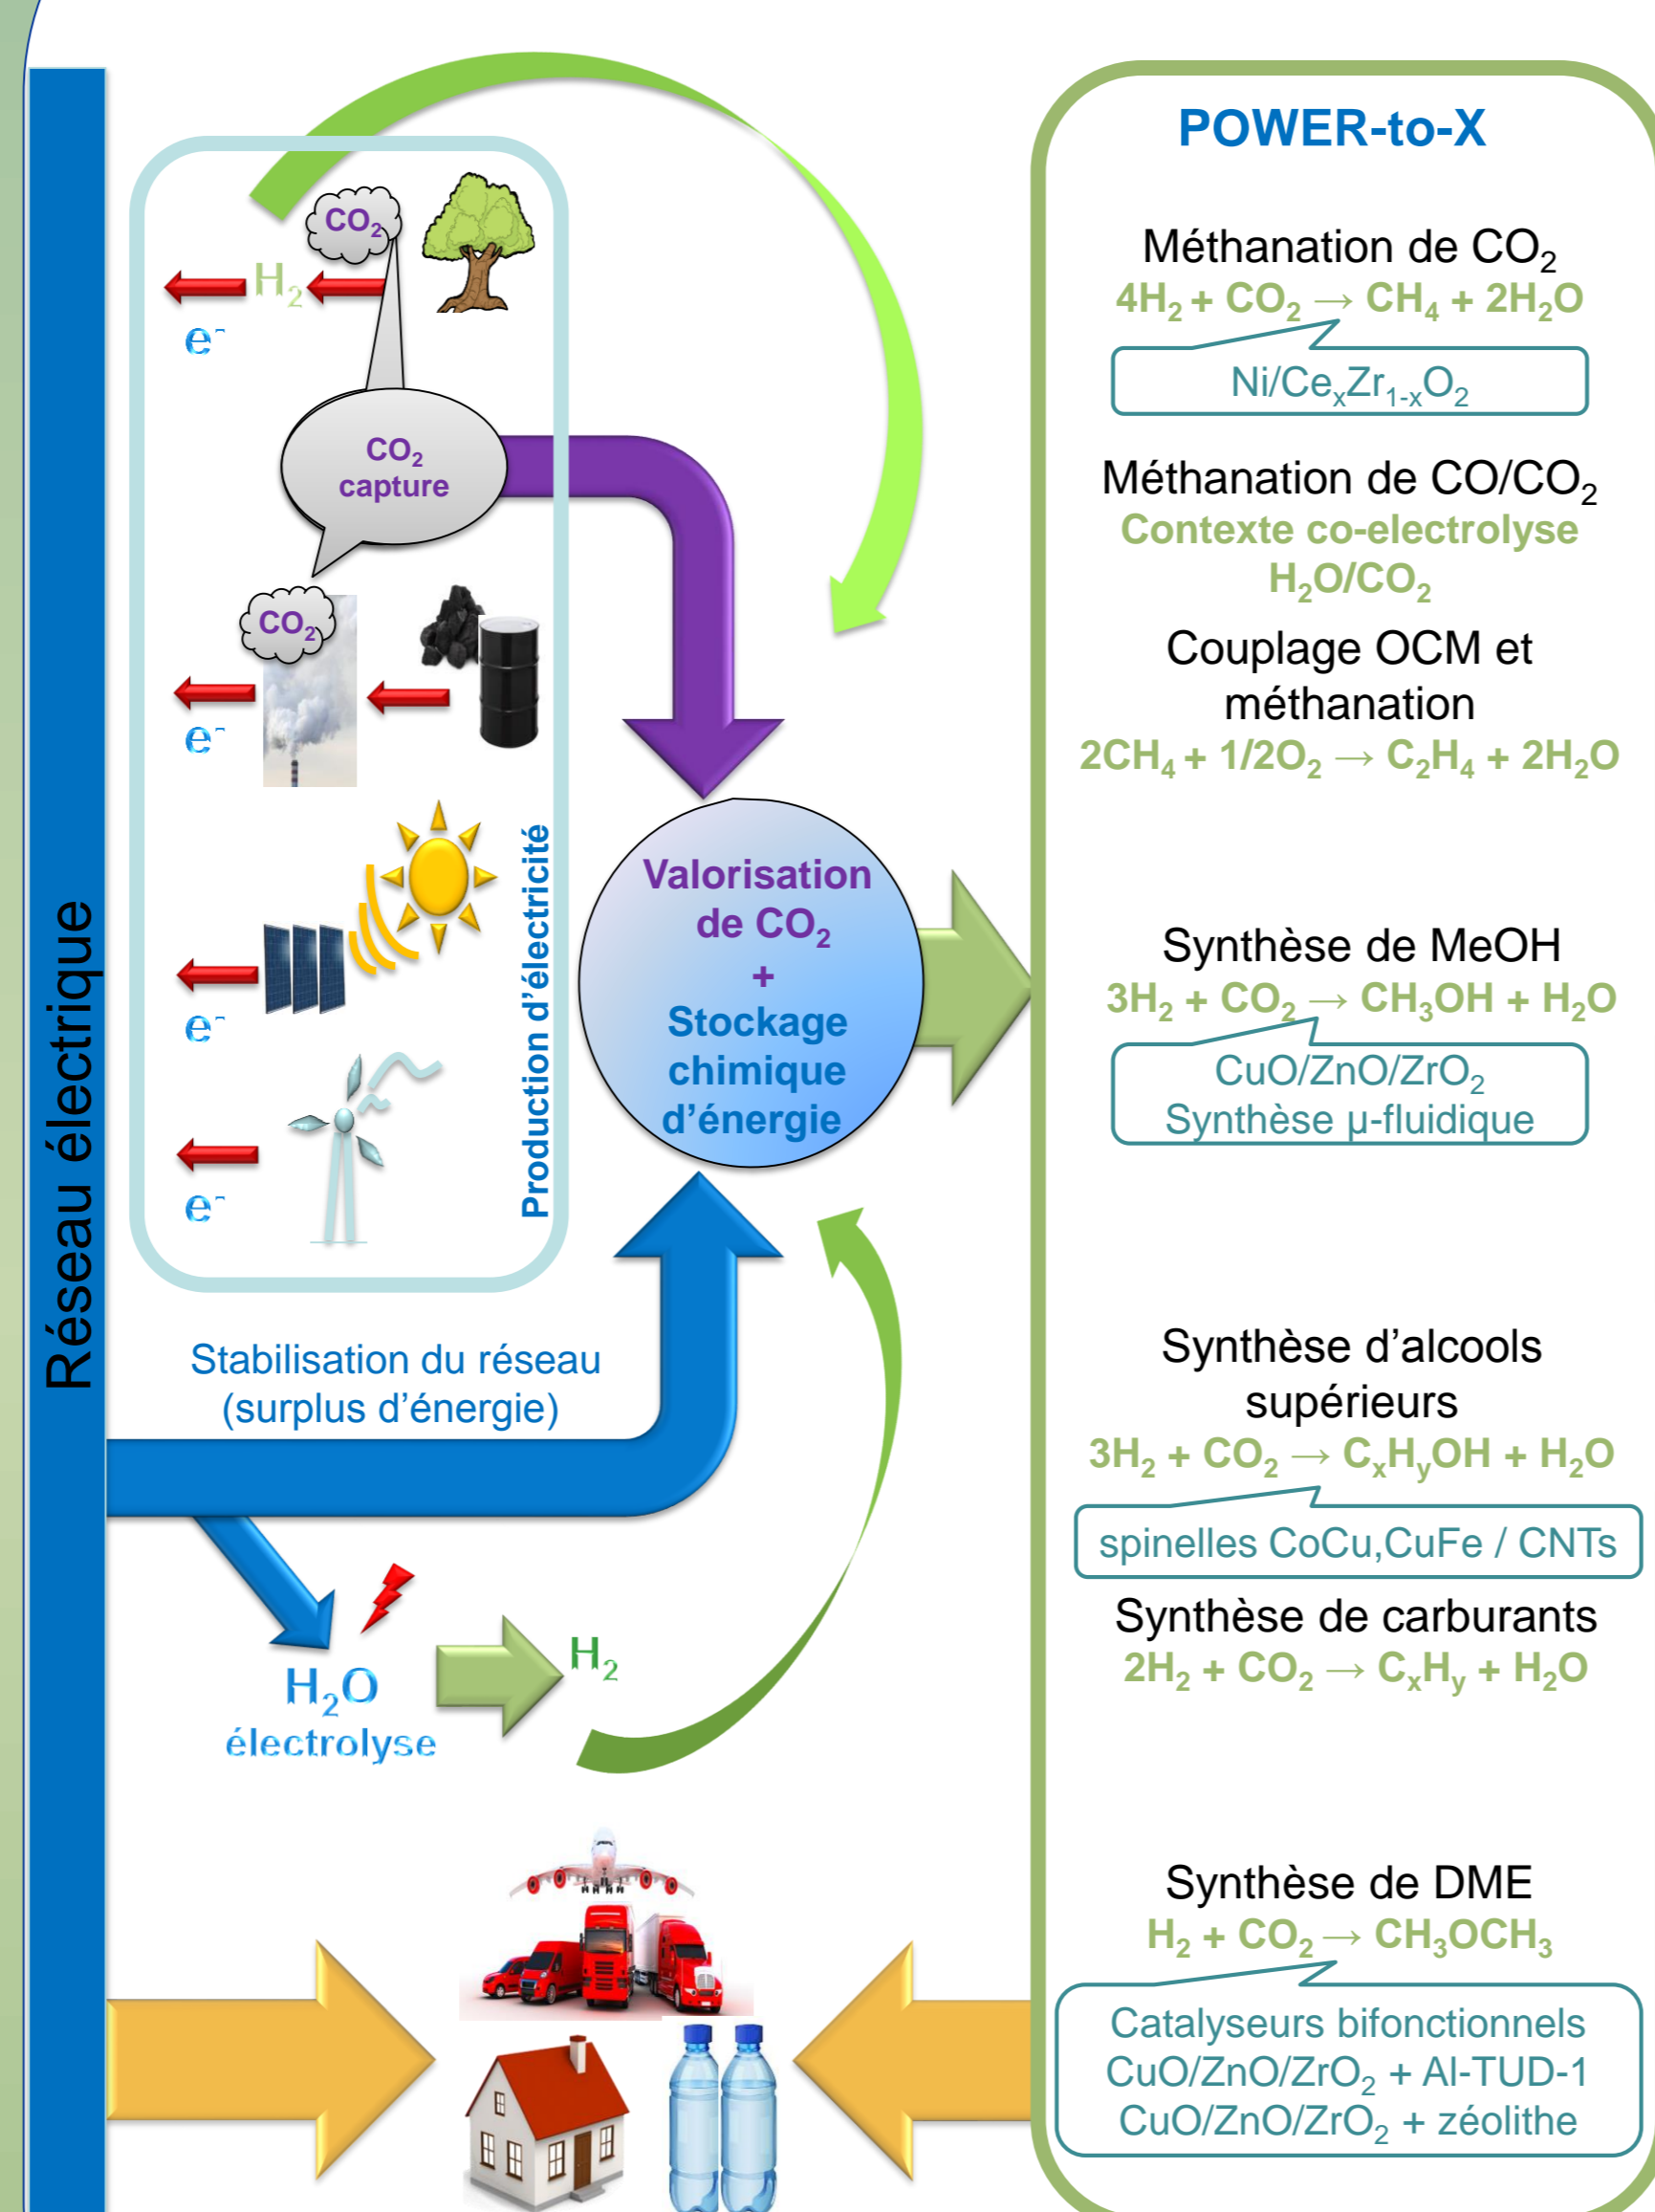 Réseau électrique
CO₂
H₂
e⁻
CO₂
capture
CO₂
e⁻
e⁻
e⁻
Production d’électricité
Valorisation
de CO₂
+
Stockage
chimique
d’énergie
Stabilisation du réseau
(surplus d’énergie)
H₂O
électrolyse
H₂
POWER-to-X
Méthanation de CO₂
4H₂ + CO₂ → CH₄ + 2H₂O
Ni/CeₓZr₁₋ₓO₂
Méthanation de CO/CO₂
Contexte co-electrolyse
H₂O/CO₂
Couplage OCM et
méthanation
2CH₄ + 1/2O₂ → C₂H₄ + 2H₂O
Synthèse de MeOH
3H₂ + CO₂ → CH₃OH + H₂O
CuO/ZnO/ZrO₂
Synthèse µ-fluidique
Synthèse d’alcools
supérieurs
3H₂ + CO₂ → CₓHᵧOH + H₂O
spinelles CoCu,CuFe / CNTs
Synthèse de carburants
2H₂ + CO₂ → CₓHᵧ + H₂O
Synthèse de DME
H₂ + CO₂ → CH₃OCH₃
Catalyseurs bifonctionnels
CuO/ZnO/ZrO₂ + Al-TUD-1
CuO/ZnO/ZrO₂ + zéolithe